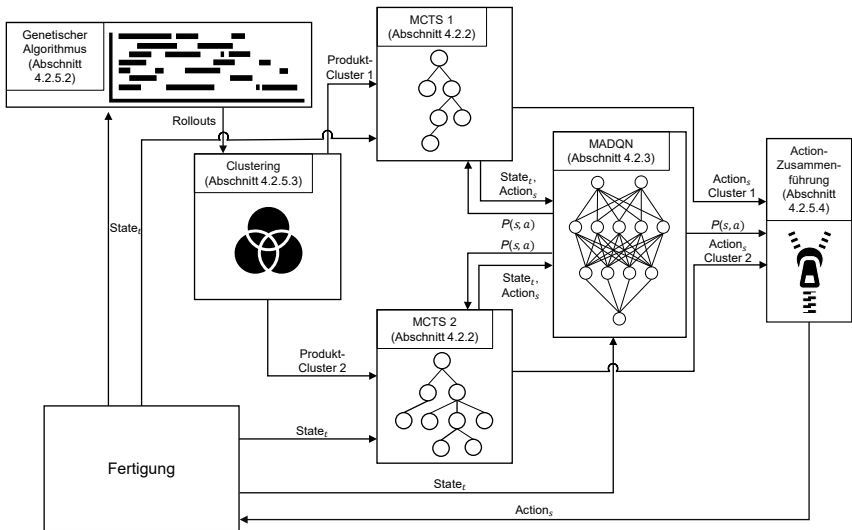 Genetischer
Algorithmus
(Abschnitt
4.2.5.2)
Rollouts
Produkt-
Cluster 1
MCTS 1
(Abschnitt 4.2.2)
Clustering
(Abschnitt 4.2.5.3)
State_t
State_t,
Action_s
P(s,a)
P(s,a)
State_t,
Action_s
MADQN
(Abschnitt 4.2.3)
Action_s
Cluster 1
P(s,a)
Action_s
Cluster 2
Action-
Zusammen-
führung
(Abschnitt
4.2.5.4)
MCTS 2
(Abschnitt 4.2.2)
Produkt-
Cluster 2
State_t
Fertigung
State_t
Action_s